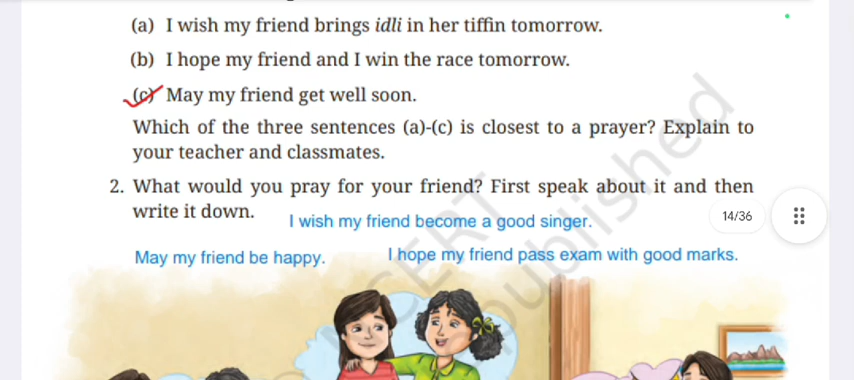 (a) I wish my friend brings idli in her tiffin tomorrow.
(b) I hope my friend and I win the race tomorrow.
(c) May my friend get well soon.
Which of the three sentences (a)-(c) is closest to a prayer? Explain to
your teacher and classmates.
2. What would you pray for your friend? First speak about it and then
write it down.
I wish my friend become a good singer.
14/36
May my friend be happy.
I hope my friend pass exam with good marks.
NCERT
published